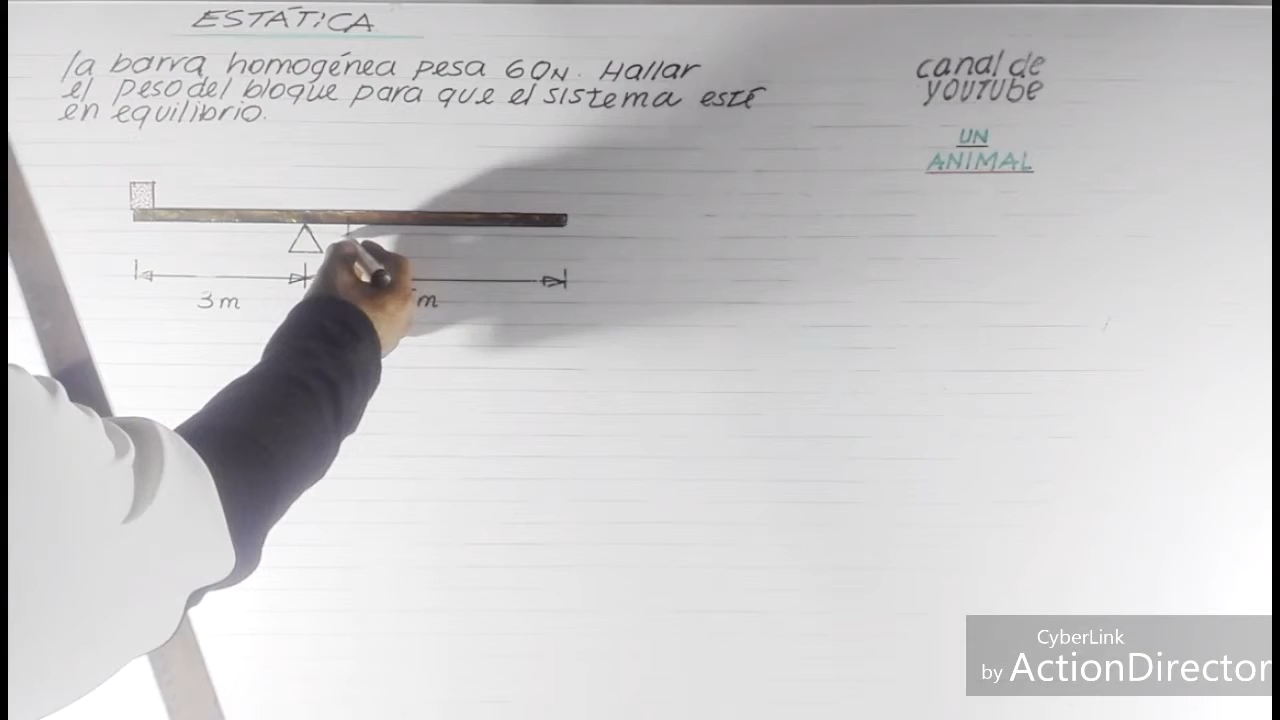 ESTÁTICA
la barra homogénea pesa 60N. Hallar
el peso del bloque para que el sistema esté
en equilibrio.
canal de
YOUTUBE
UN
ANIMAL
3m
m
CyberLink
by ActionDirector